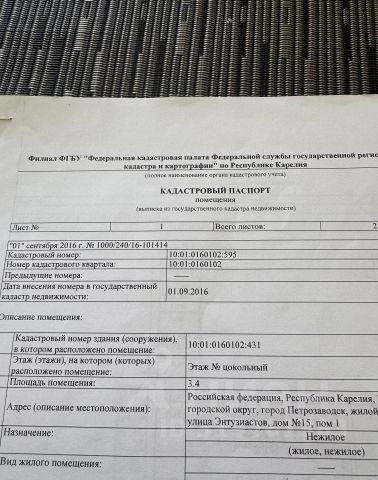 Филиал ФГБУ "Федеральная кадастровая палата Федеральной службы государственной регис
кадастра и картографии" по Республике Карелия
(полное наименование органа кадастрового учета)
КАДАСТРОВЫЙ ПАСПОРТ
помещения
(выписка из государственного кадастра недвижимости)
Лист № 1 Всего листов: 2
"01" сентября 2016 г. № 1000/240/16-101414
Кадастровый номер: 10:01:0160102:595
Номер кадастрового квартала: 10:01:0160102
Предыдущие номера: —
Дата внесения номера в государственный
кадастр недвижимости: 01.09.2016
Описание помещения:
Кадастровый номер здания (сооружения),
в котором расположено помещение: 10:01:0160102:431
Этаж (этажи), на котором (которых)
расположено помещение: Этаж № цокольный
Площадь помещения: 3.4
Адрес (описание местоположения): Российская федерация, Республика Карелия,
городской округ, город Петрозаводск, жилой
улица Энтузиастов, дом №15, пом 1
Назначение: Нежилое
(жилое, нежилое)
Вид жилого помещения: —